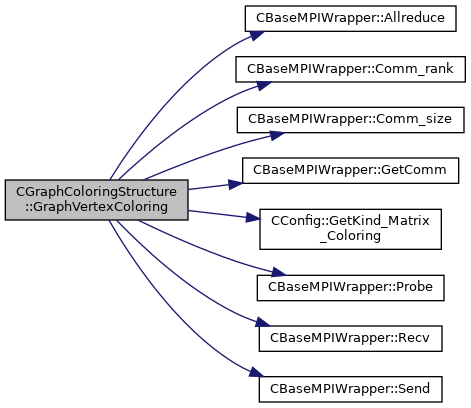 CBaseMPIWrapper::Allreduce
CBaseMPIWrapper::Comm_rank
CBaseMPIWrapper::Comm_size
CBaseMPIWrapper::GetComm
CGraphColoringStructure
::GraphVertexColoring
CConfig::GetKind_Matrix
_Coloring
CBaseMPIWrapper::Probe
CBaseMPIWrapper::Recv
CBaseMPIWrapper::Send